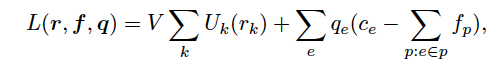 L(r, f, q) = V ∑_k U_k(r_k) + ∑_e q_e(c_e − ∑_{p:e∈p} f_p),